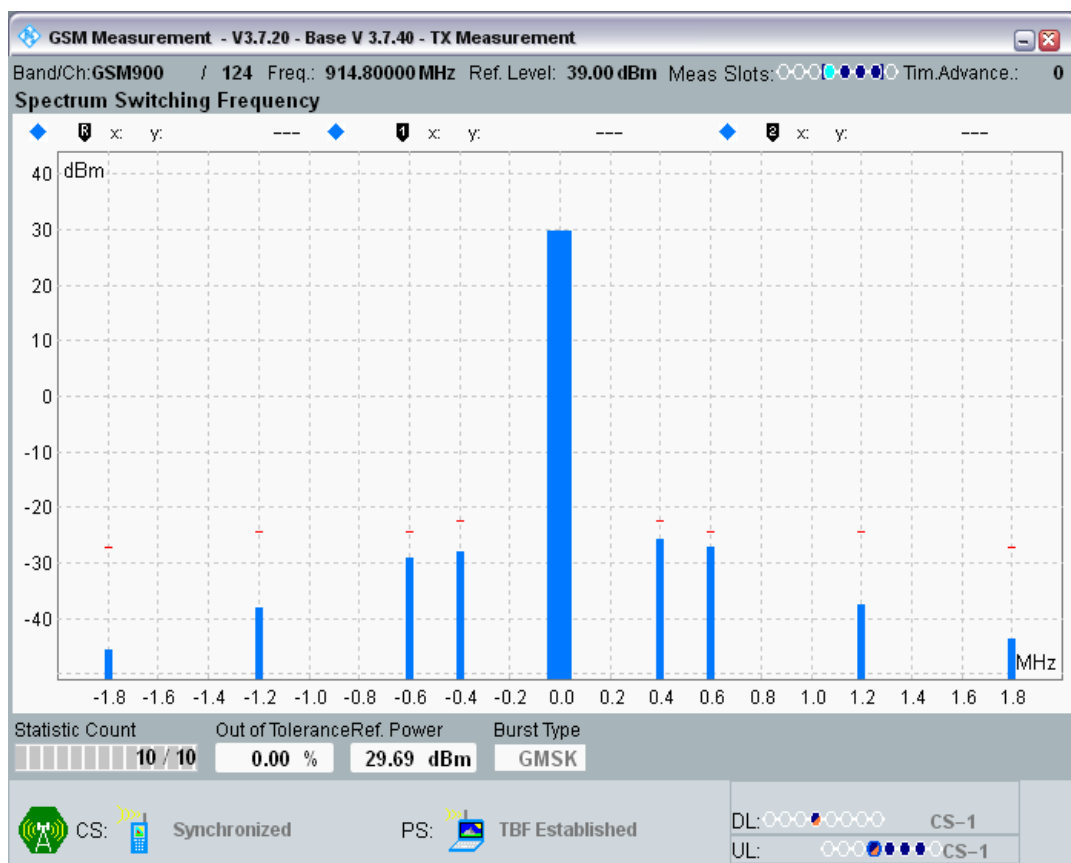 GSM Measurement - V3.7.20 - Base V 3.7.40 - TX Measurement
Band/Ch:GSM900 / 124 Freq.: 914.80000 MHz Ref. Level: 39.00 dBm Meas Slots: Tim.Advance.: 0
Spectrum Switching Frequency
R x: y: --- 1 x: y: --- 2 x: y: ---
dBm
40
30
20
10
0
-10
-20
-30
-40
MHz
-1.8 -1.6 -1.4 -1.2 -1.0 -0.8 -0.6 -0.4 -0.2 0.0 0.2 0.4 0.6 0.8 1.0 1.2 1.4 1.6 1.8
Statistic Count Out of Tolerance Ref. Power Burst Type
10 / 10 0.00 % 29.69 dBm GMSK
CS: Synchronized PS: TBF Established
DL: CS-1
UL: CS-1